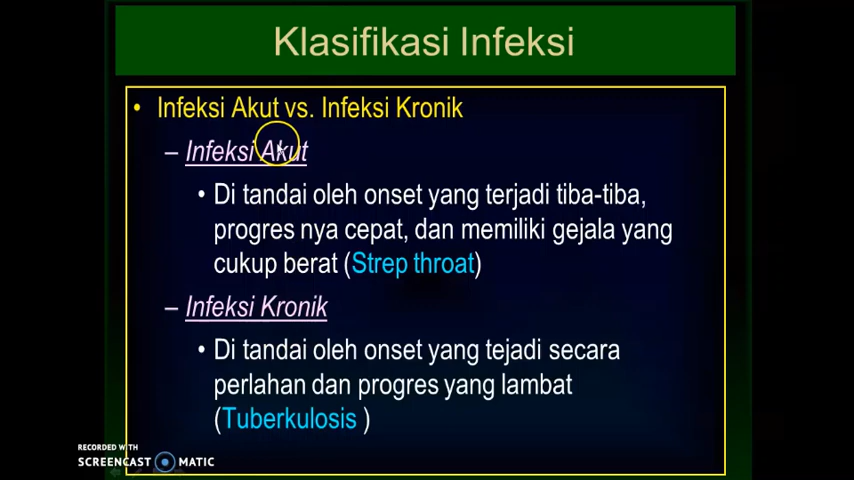 Klasifikasi Infeksi
• Infeksi Akut vs. Infeksi Kronik
– Infeksi Akut
• Di tandai oleh onset yang terjadi tiba-tiba,
progres nya cepat, dan memiliki gejala yang
cukup berat (Strep throat)
– Infeksi Kronik
• Di tandai oleh onset yang tejadi secara
perlahan dan progres yang lambat
(Tuberkulosis )
RECORDED WITH
SCREENCAST MATIC